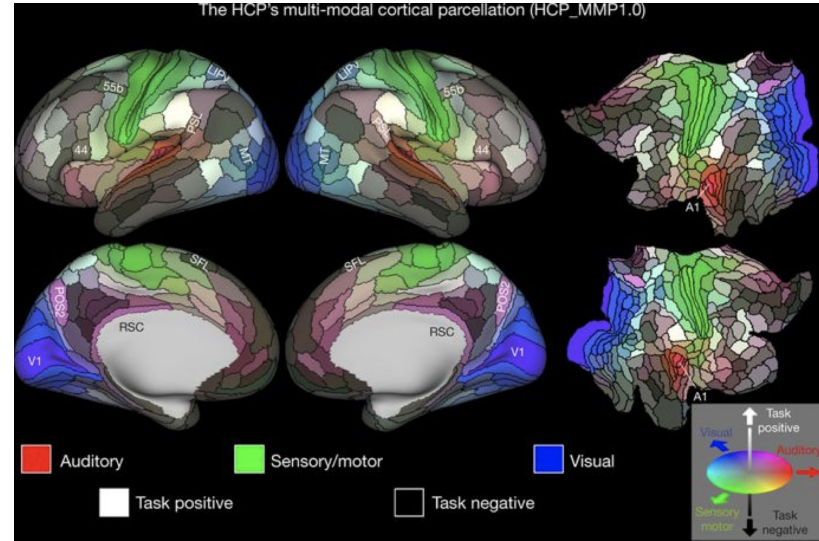 The HCP's multi-modal cortical parcellation (HCP_MMP1.0)
55b
LIPv
PSL
44
MT
LIPv
55b
PSL
44
MT
A1
SFL
POS2
RSC
V1
SFL
POS2
RSC
V1
A1
Auditory
Sensory/motor
Visual
Task positive
Task negative
Task
positive
Visual
Auditory
Sensory
motor
Task
negative